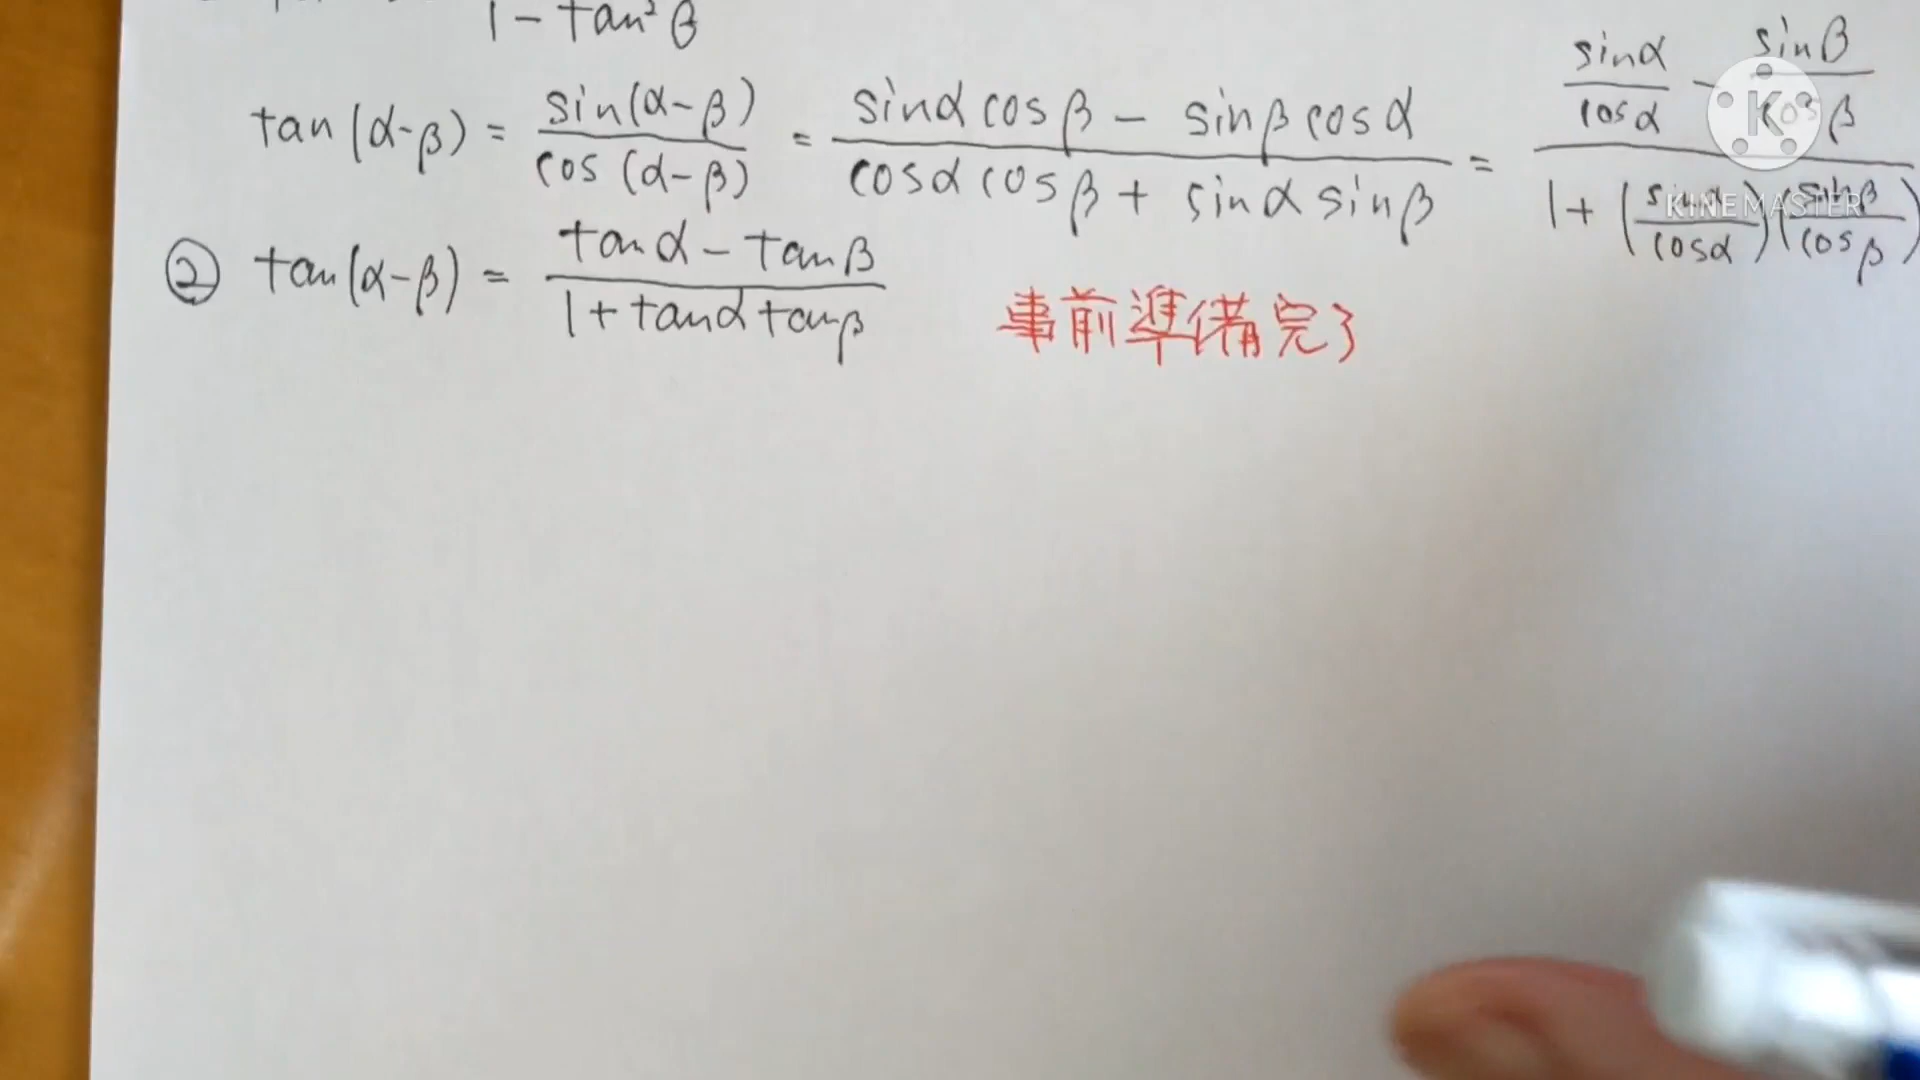 1 - tan²β
tan(α-β) = sin(α-β)/cos(α-β) = (sinα cosβ - sinβ cosα)/(cosα cosβ + sinα sinβ) = (sinα/cosα - sinβ/cosβ)/(1 + (sinα/cosα)(sinβ/cosβ))
② tan(α-β) = (tanα - tanβ)/(1 + tanα tanβ)
事前準備完了
K
KINEMASTER